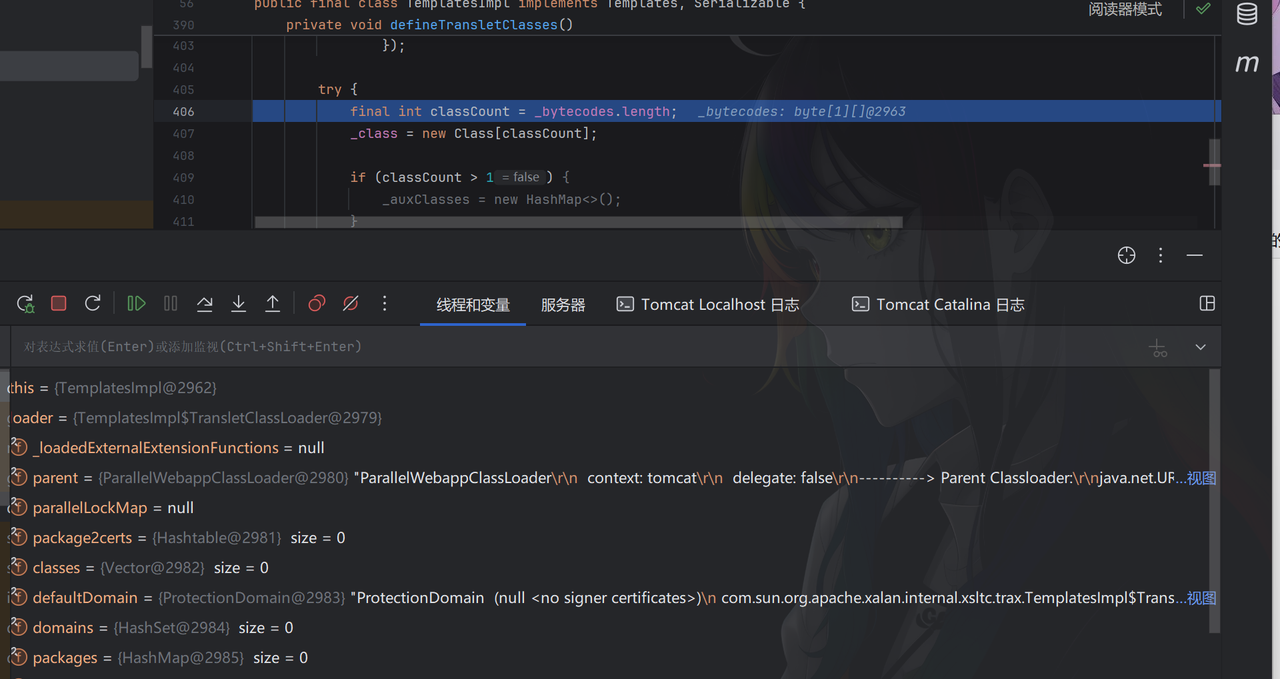 56 public final class TemplatesImpl implements Templates, Serializable {
阅读器模式
390 private void defineTransletClasses()
403 });
404
405 try {
406 final int classCount = _bytecodes.length; _bytecodes: byte[1][]@2963
407 _class = new Class[classCount];
408
409 if (classCount > 1 = false ) {
410 _auxClasses = new HashMap<>();
411 }
m
线程和变量 服务器 Tomcat Localhost 日志 Tomcat Catalina 日志
对表达式求值(Enter)或添加监视(Ctrl+Shift+Enter)
this = {TemplatesImpl@2962}
oader = {TemplatesImpl$TransletClassLoader@2979}
f _loadedExternalExtensionFunctions = null
f parent = {ParallelWebappClassLoader@2980} "ParallelWebappClassLoader\r\n context: tomcat\r\n delegate: false\r\n----------> Parent Classloader:\r\njava.net.UR...视图
f parallelLockMap = null
f package2certs = {Hashtable@2981} size = 0
f classes = {Vector@2982} size = 0
f defaultDomain = {ProtectionDomain@2983} "ProtectionDomain (null <no signer certificates>)\n com.sun.org.apache.xalan.internal.xsltc.trax.TemplatesImpl$Trans...视图
f domains = {HashSet@2984} size = 0
f packages = {HashMap@2985} size = 0